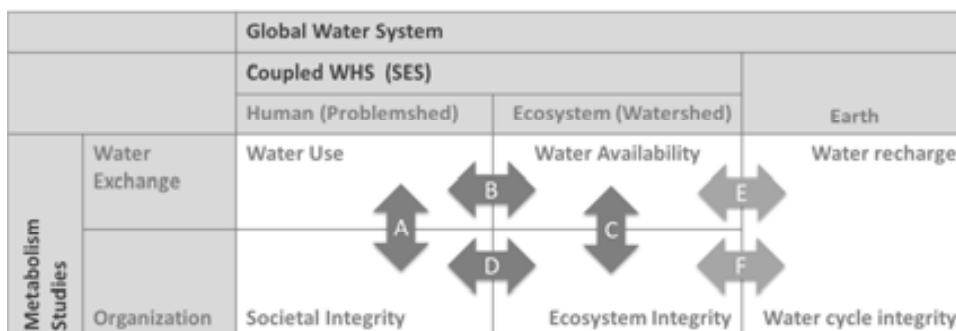 Global Water System
Coupled WHS (SES)
Human (Problemshed) Ecosystem (Watershed) Earth
Water Exchange Water Use Water Availability Water recharge
A B C E
D F
Metabolism Studies
Organization Societal Integrity Ecosystem Integrity Water cycle integrity